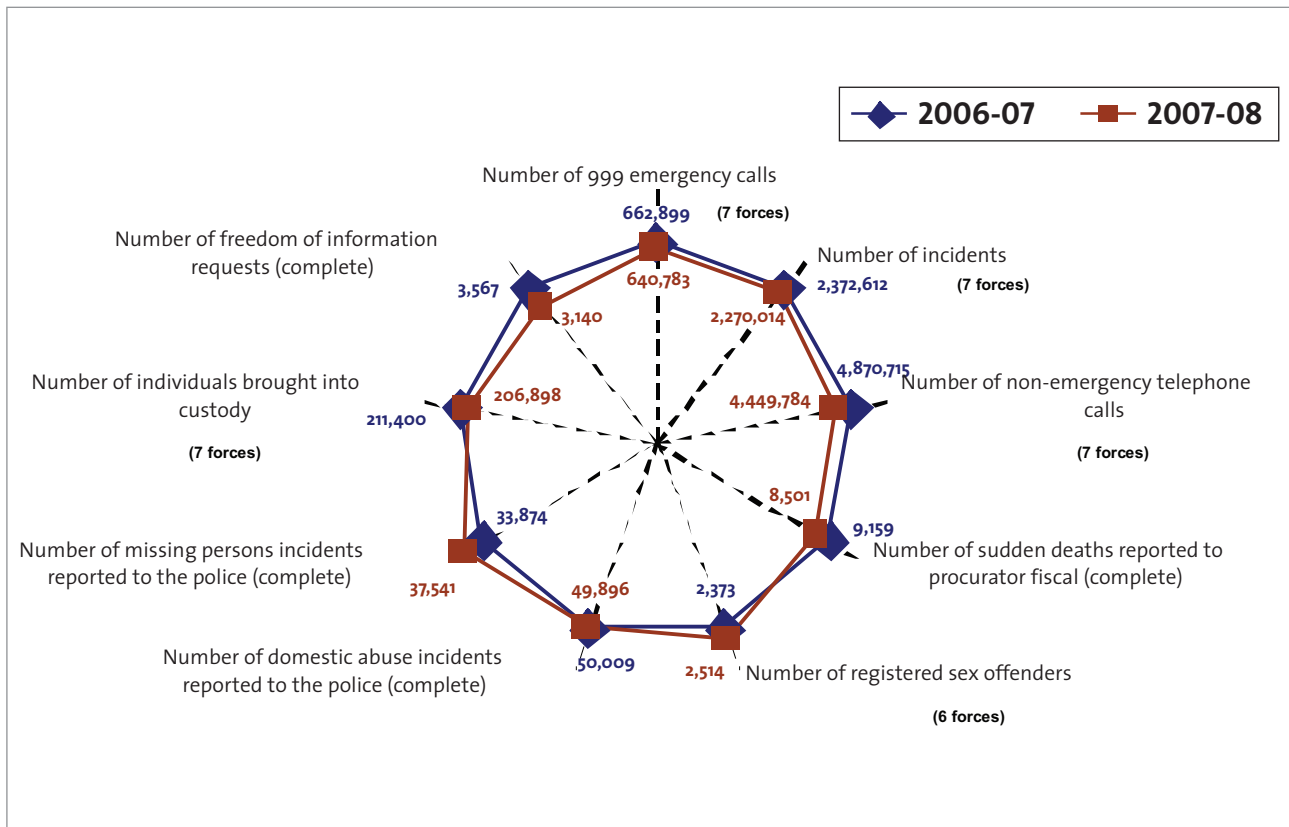 2006-07
2007-08
Number of 999 emergency calls
662,899
(7 forces)
640,783
Number of incidents
2,372,612
(7 forces)
2,270,014
4,870,715
Number of non-emergency telephone
calls
4,449,784
(7 forces)
8,501
9,159
Number of sudden deaths reported to
procurator fiscal (complete)
2,373
2,514
Number of registered sex offenders
(6 forces)
49,896
50,009
Number of domestic abuse incidents
reported to the police (complete)
33,874
Number of missing persons incidents
reported to the police (complete)
37,541
Number of individuals brought into
custody
206,898
211,400
(7 forces)
Number of freedom of information
requests (complete)
3,567
3,140